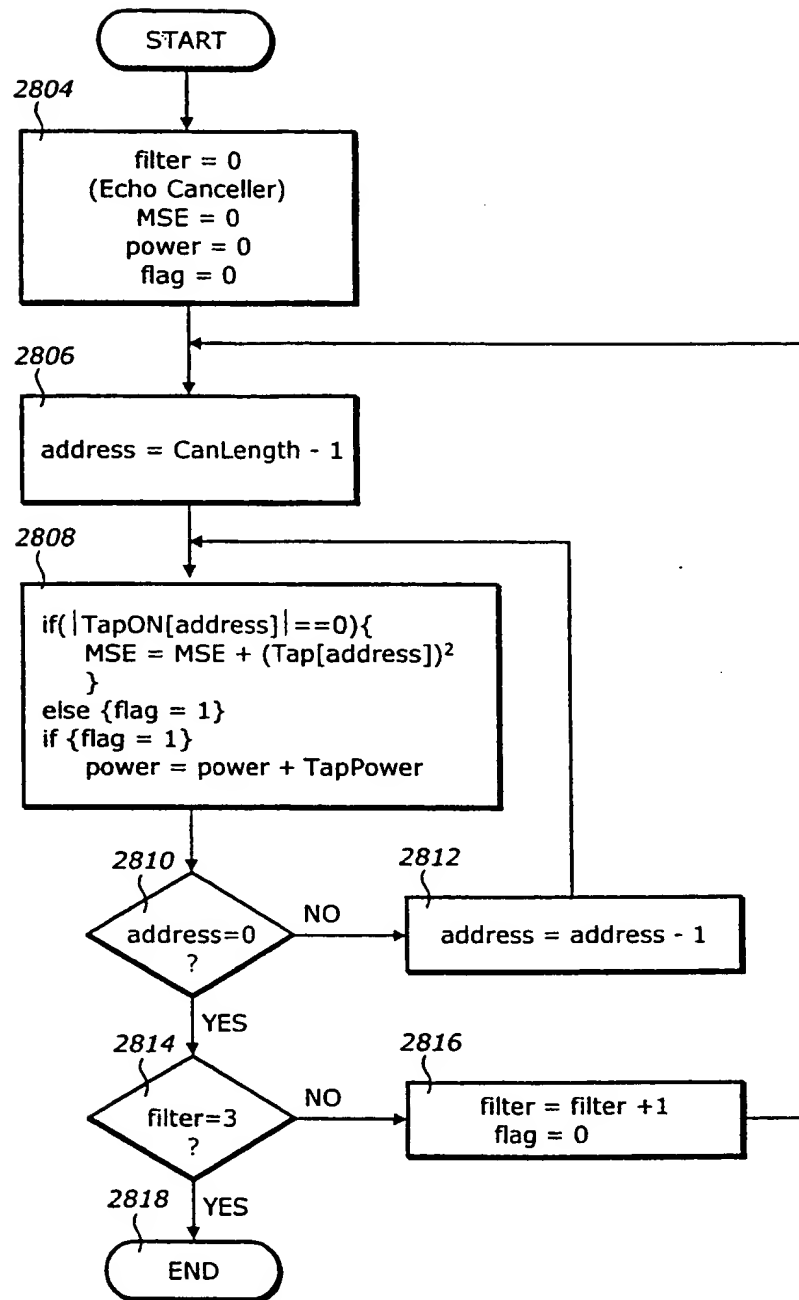 START
2804
filter = 0
(Echo Canceller)
MSE = 0
power = 0
flag = 0
2806
address = CanLength - 1
2808
if(|TapON[address]|==0){
MSE = MSE + (Tap[address])²
}
else {flag = 1}
if {flag = 1}
power = power + TapPower
2810
address=0
?
NO
2812
address = address - 1
YES
2814
filter=3
?
NO
2816
filter = filter +1
flag = 0
YES
2818
END